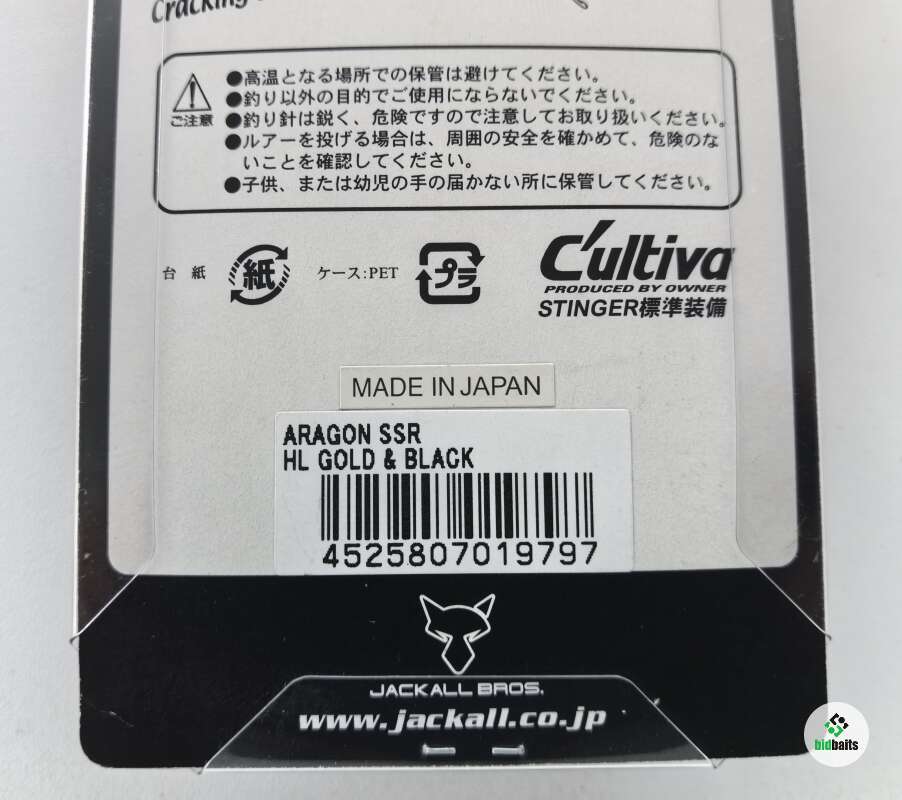 Cracking
●高温となる場所での保管は避けてください。
●釣り以外の目的でご使用にならないでください。
●釣り針は鋭く、危険ですので注意してお取り扱いください。
●ルアーを投げる場合は、周囲の安全を確かめて、危険のな
いことを確認してください。
●子供、または幼児の手の届かない所に保管してください。
ご注意
台 紙
紙
ケース:PET
プラ
C'ultiva
PRODUCED BY OWNER
STINGER標準装備
MADE IN JAPAN
ARAGON SSR
HL GOLD & BLACK
4525807019797
JACKALL BROS.
www.jackall.co.jp
bidbaits